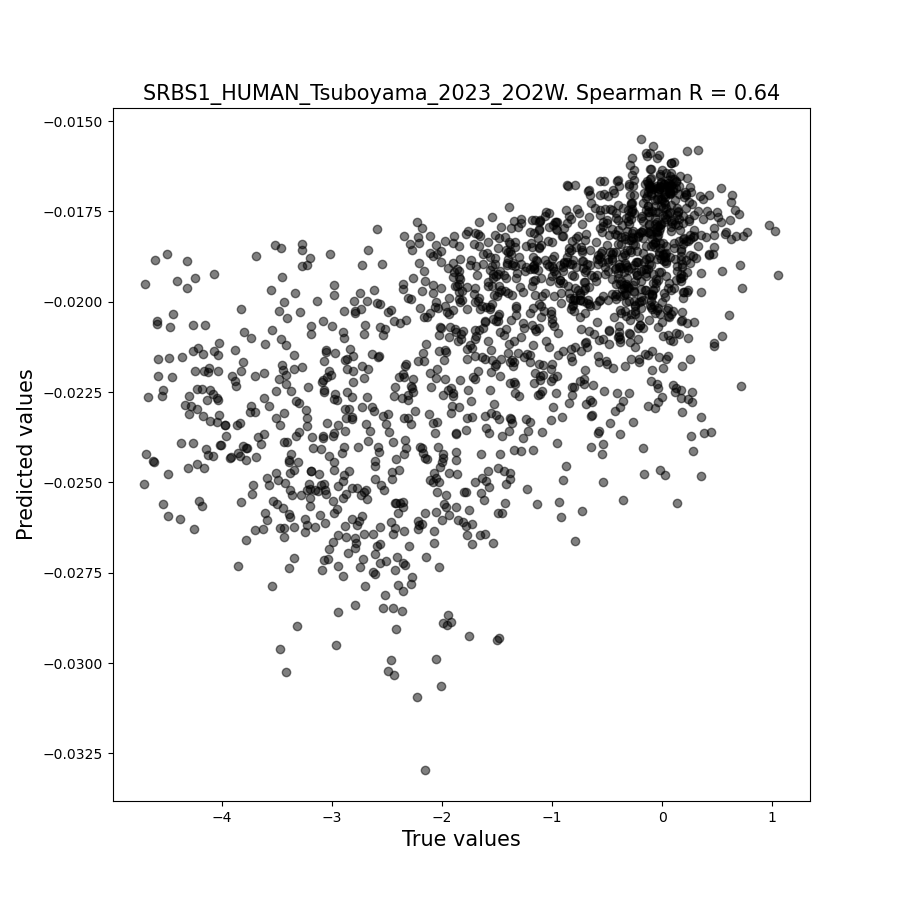 SRBS1_HUMAN_Tsuboyama_2023_2O2W. Spearman R = 0.64
−0.0150
−0.0175
−0.0200
−0.0225
−0.0250
−0.0275
−0.0300
−0.0325
Predicted values
−4 −3 −2 −1 0 1
True values